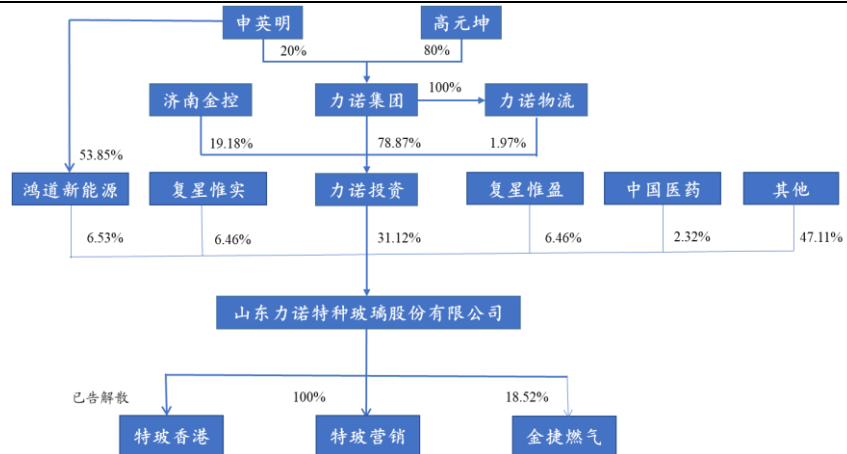 申英明 高元坤
20% 80%
济南金控 力诺集团 100% 力诺物流
19.18% 78.87% 1.97%
53.85%
鸿道新能源 复星惟实 力诺投资 复星惟盈 中国医药 其他
6.53% 6.46% 31.12% 6.46% 2.32% 47.11%
山东力诺特种玻璃股份有限公司
已告解散 100% 18.52%
特玻香港 特玻营销 金捷燃气